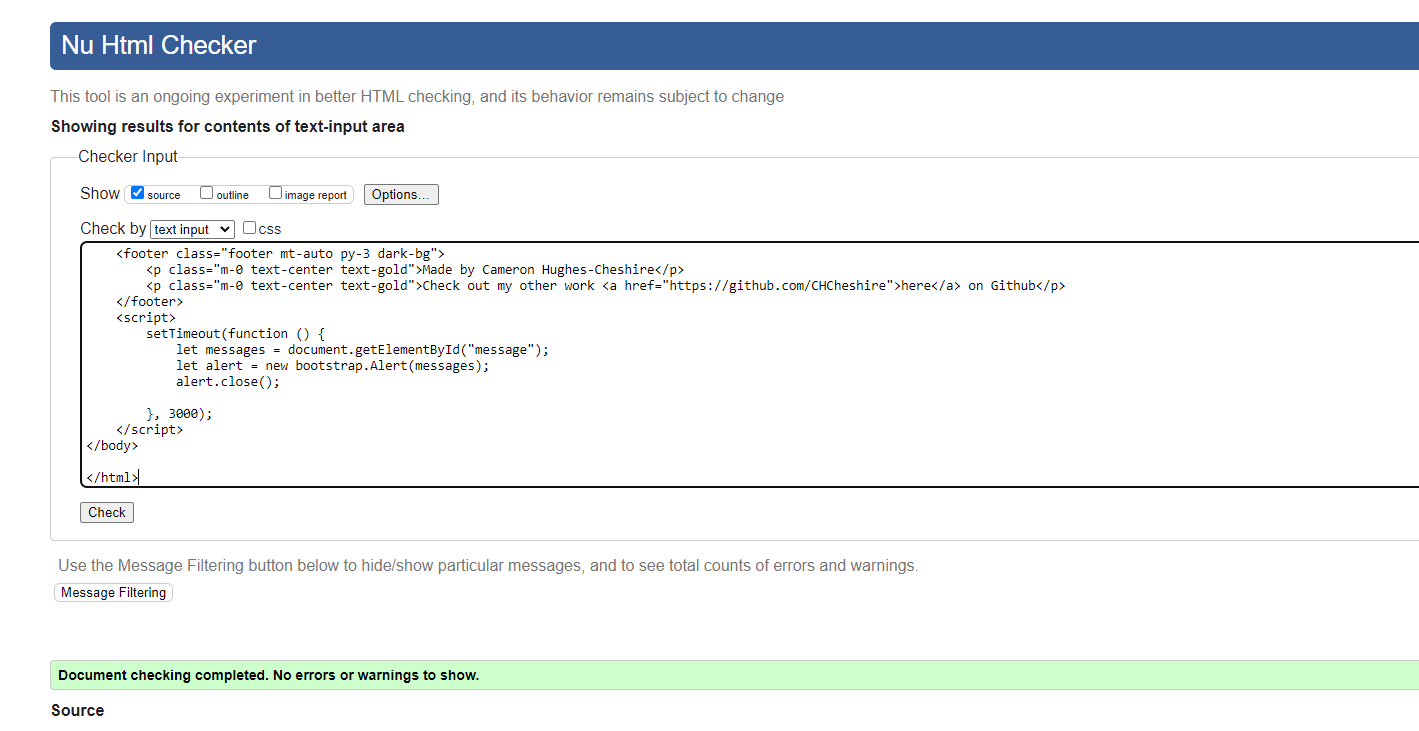 Nu Html Checker
This tool is an ongoing experiment in better HTML checking, and its behavior remains subject to change
Showing results for contents of text-input area
Checker Input
Show source outline image report Options...
Check by text input css
<footer class="footer mt-auto py-3 dark-bg">
<p class="m-0 text-center text-gold">Made by Cameron Hughes-Cheshire</p>
<p class="m-0 text-center text-gold">Check out my other work <a href="https://github.com/CHCheshire">here</a> on Github</p>
</footer>
<script>
setTimeout(function () {
let messages = document.getElementById("message");
let alert = new bootstrap.Alert(messages);
alert.close();
}, 3000);
</script>
</body>
</html>
Check
Use the Message Filtering button below to hide/show particular messages, and to see total counts of errors and warnings.
Message Filtering
Document checking completed. No errors or warnings to show.
Source